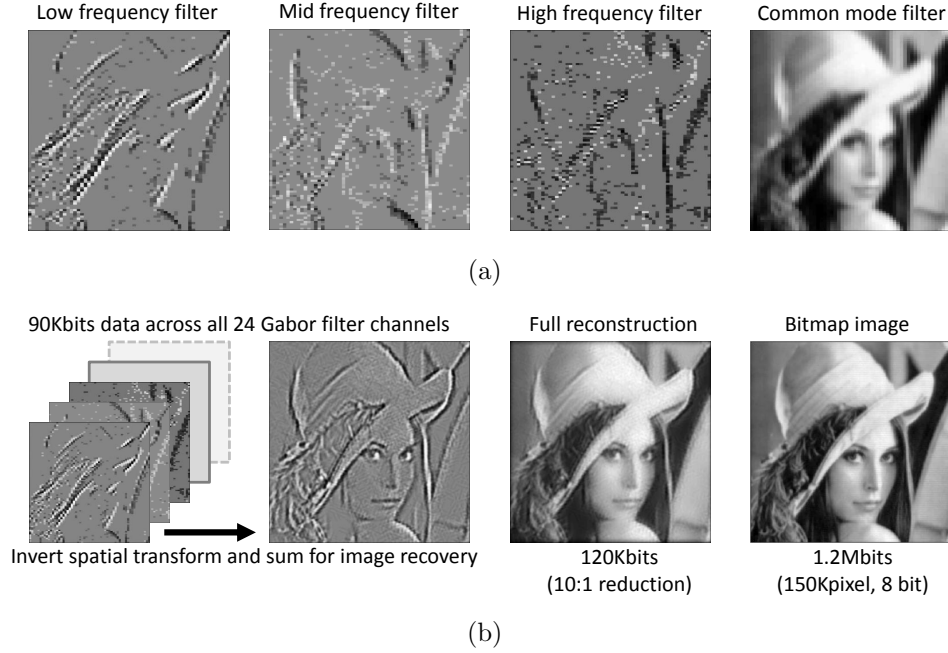 Low frequency filter
Mid frequency filter
High frequency filter
Common mode filter
(a)
90Kbits data across all 24 Gabor filter channels
Full reconstruction
Bitmap image
Invert spatial transform and sum for image recovery
120Kbits
(10:1 reduction)
1.2Mbits
(150Kpixel, 8 bit)
(b)